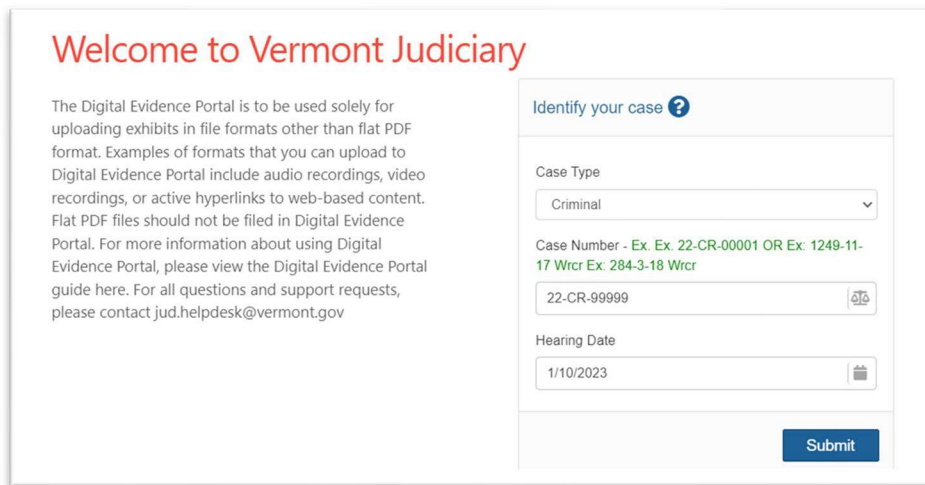 Welcome to Vermont Judiciary
The Digital Evidence Portal is to be used solely for
uploading exhibits in file formats other than flat PDF
format. Examples of formats that you can upload to
Digital Evidence Portal include audio recordings, video
recordings, or active hyperlinks to web-based content.
Flat PDF files should not be filed in Digital Evidence
Portal. For more information about using Digital
Evidence Portal, please view the Digital Evidence Portal
guide here. For all questions and support requests,
please contact jud.helpdesk@vermont.gov
Identify your case ?
Case Type
Criminal
Case Number - Ex. Ex. 22-CR-00001 OR Ex: 1249-11-
17 Wrcr Ex: 284-3-18 Wrcr
22-CR-99999
Hearing Date
1/10/2023
Submit